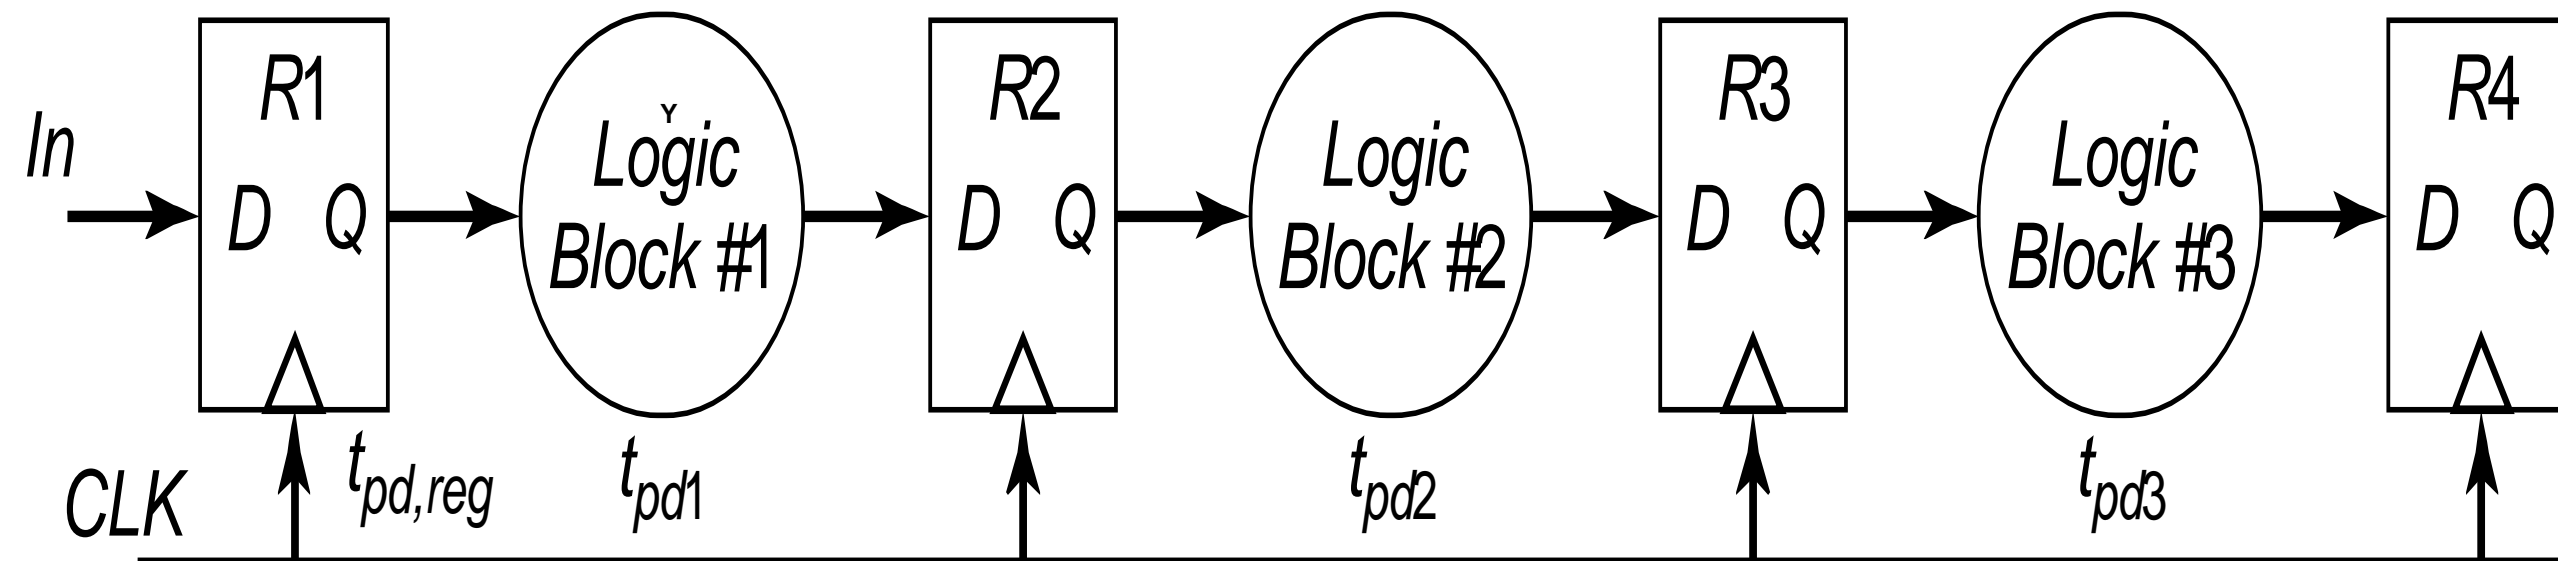 In
R1
D Q
Y
Logic
Block #1
R2
D Q
Logic
Block #2
R3
D Q
Logic
Block #3
R4
D Q
CLK
tpd,reg
tpd1
tpd2
tpd3